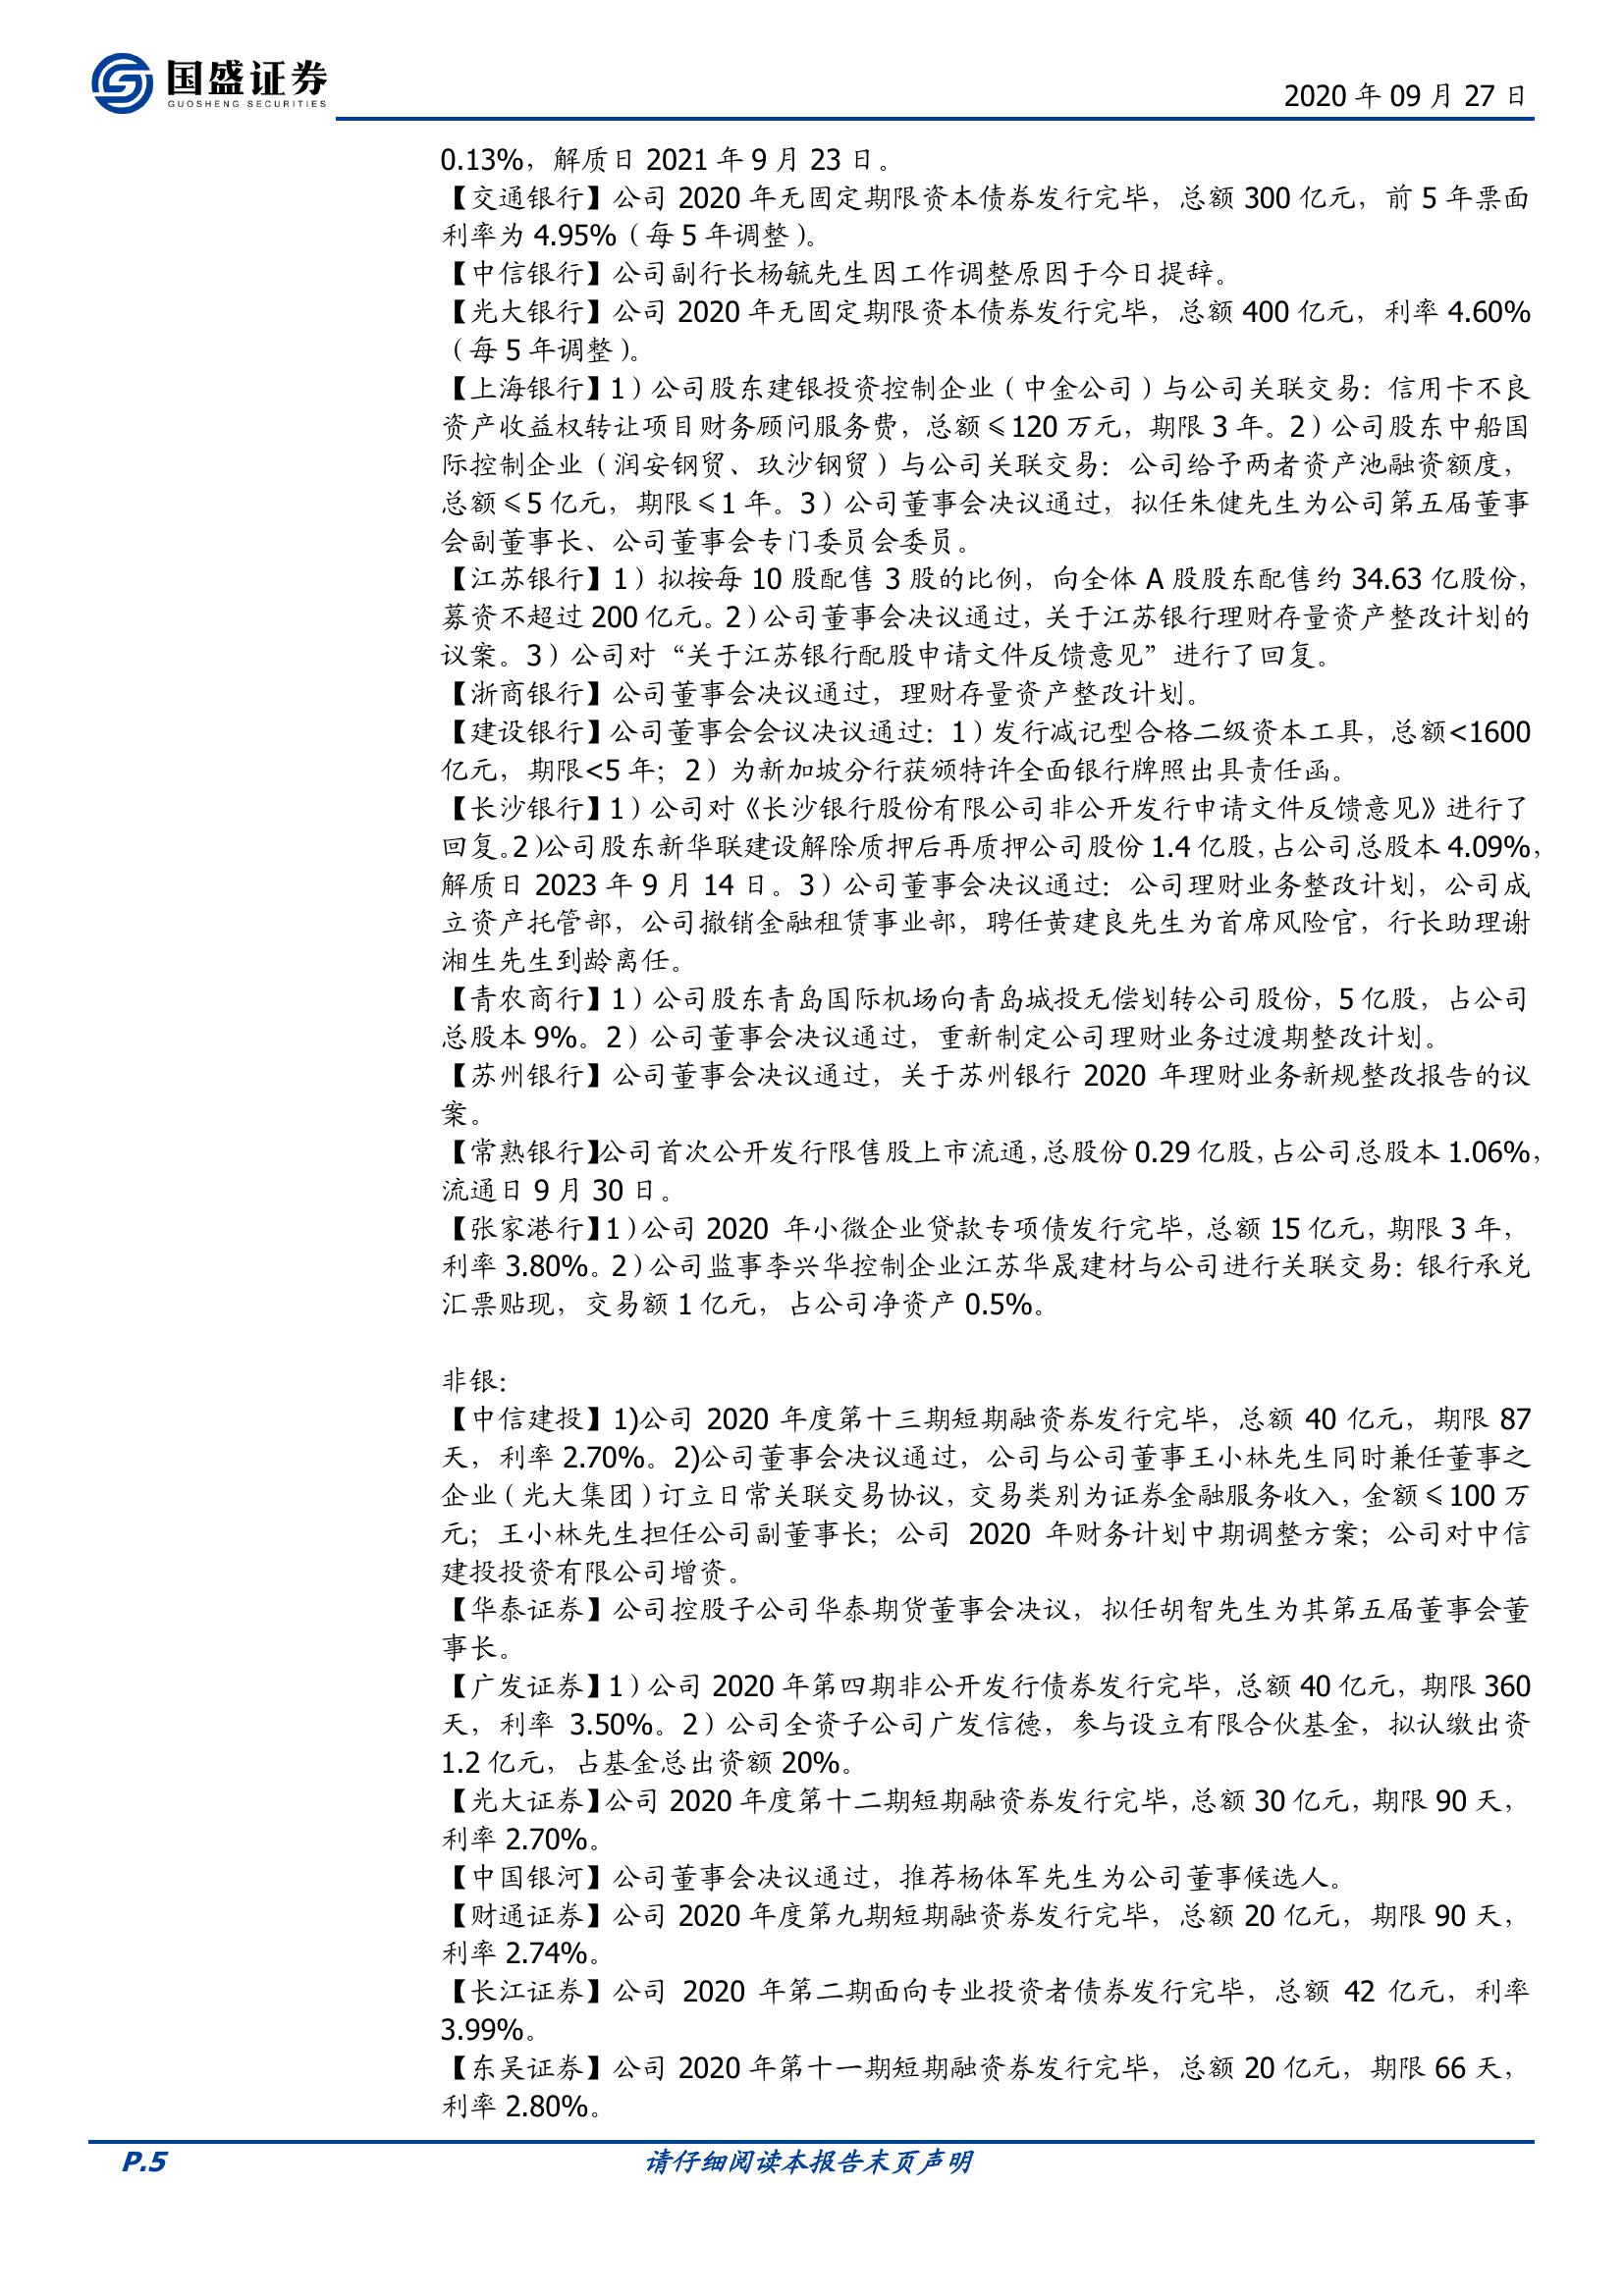 国盛证券
GUOSHENG SECURITIES
2020 年 09 月 27 日
0.13%，解质日 2021 年 9 月 23 日。
【交通银行】公司 2020 年无固定期限资本债券发行完毕，总额 300 亿元，前 5 年票面
利率为 4.95%（每 5 年调整）。
【中信银行】公司副行长杨毓先生因工作调整原因于今日提辞。
【光大银行】公司 2020 年无固定期限资本债券发行完毕，总额 400 亿元，利率 4.60%
（每 5 年调整）。
【上海银行】1）公司股东建银投资控制企业（中金公司）与公司关联交易：信用卡不良
资产收益权转让项目财务顾问服务费，总额≤120 万元，期限 3 年。2）公司股东中船国
际控制企业（润安钢贸、玖沙钢贸）与公司关联交易：公司给予两者资产池融资额度，
总额≤5 亿元，期限≤1 年。3）公司董事会决议通过，拟任朱健先生为公司第五届董事
会副董事长、公司董事会专门委员会委员。
【江苏银行】1）拟按每 10 股配售 3 股的比例，向全体 A 股股东配售约 34.63 亿股份，
募资不超过 200 亿元。2）公司董事会决议通过，关于江苏银行理财存量资产整改计划的
议案。3）公司对“关于江苏银行配股申请文件反馈意见”进行了回复。
【浙商银行】公司董事会决议通过，理财存量资产整改计划。
【建设银行】公司董事会会议决议通过：1）发行减记型合格二级资本工具，总额<1600
亿元，期限<5 年；2）为新加坡分行获颁特许全面银行牌照出具责任函。
【长沙银行】1）公司对《长沙银行股份有限公司非公开发行申请文件反馈意见》进行了
回复。2）公司股东新华联建设解除质押后再质押公司股份 1.4 亿股，占公司总股本 4.09%，
解质日 2023 年 9 月 14 日。3）公司董事会决议通过：公司理财业务整改计划，公司成
立资产托管部，公司撤销金融租赁事业部，聘任黄建良先生为首席风险官，行长助理谢
湘生先生到龄离任。
【青农商行】1）公司股东青岛国际机场向青岛城投无偿划转公司股份，5 亿股，占公司
总股本 9%。2）公司董事会决议通过，重新制定公司理财业务过渡期整改计划。
【苏州银行】公司董事会决议通过，关于苏州银行 2020 年理财业务新规整改报告的议
案。
【常熟银行】公司首次公开发行限售股上市流通，总股份 0.29 亿股，占公司总股本 1.06%，
流通日 9 月 30 日。
【张家港行】1）公司 2020 年小微企业贷款专项债发行完毕，总额 15 亿元，期限 3 年，
利率 3.80%。2）公司监事李兴华控制企业江苏华晟建材与公司进行关联交易：银行承兑
汇票贴现，交易额 1 亿元，占公司净资产 0.5%。
非银：
【中信建投】1)公司 2020 年度第十三期短期融资券发行完毕，总额 40 亿元，期限 87
天，利率 2.70%。2)公司董事会决议通过，公司与公司董事王小林先生同时兼任董事之
企业（光大集团）订立日常关联交易协议，交易类别为证券金融服务收入，金额≤100 万
元；王小林先生担任公司副董事长；公司 2020 年财务计划中期调整方案；公司对中信
建投投资有限公司增资。
【华泰证券】公司控股子公司华泰期货董事会决议，拟任胡智先生为其第五届董事会董
事长。
【广发证券】1）公司 2020 年第四期非公开发行债券发行完毕，总额 40 亿元，期限 360
天，利率 3.50%。2）公司全资子公司广发信德，参与设立有限合伙基金，拟认缴出资
1.2 亿元，占基金总出资额 20%。
【光大证券】公司 2020 年度第十二期短期融资券发行完毕，总额 30 亿元，期限 90 天，
利率 2.70%。
【中国银河】公司董事会决议通过，推荐杨体军先生为公司董事候选人。
【财通证券】公司 2020 年度第九期短期融资券发行完毕，总额 20 亿元，期限 90 天，
利率 2.74%。
【长江证券】公司 2020 年第二期面向专业投资者债券发行完毕，总额 42 亿元，利率
3.99%。
【东吴证券】公司 2020 年第十一期短期融资券发行完毕，总额 20 亿元，期限 66 天，
利率 2.80%。
P.5
请仔细阅读本报告末页声明